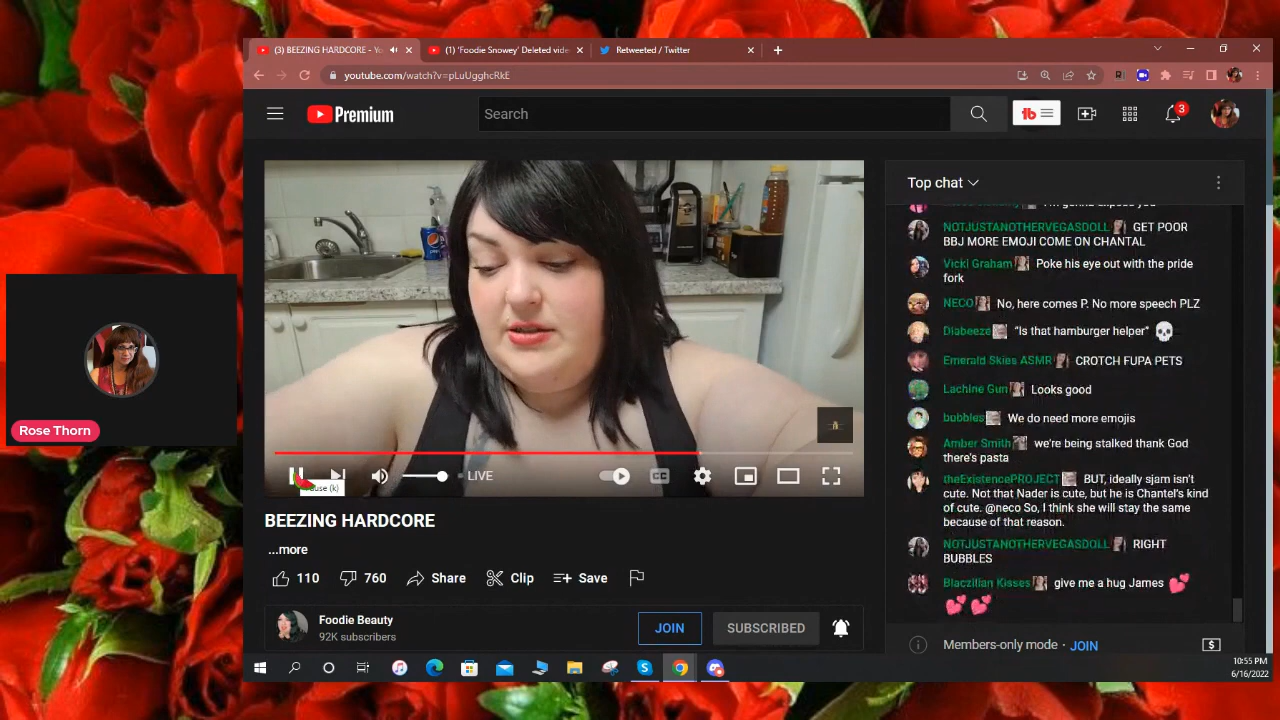 (3) BEEZING HARDCORE - Yo
(1) 'Foodie Snowey' Deleted vide
Retweeted / Twitter
youtube.com/watch?v=pLuUgghcRkE
Premium
Search
3
Top chat
NOTJUSTANOTHERVEGASDOLL GET POOR
BBJ MORE EMOJI COME ON CHANTAL
Vicki Graham Poke his eye out with the pride
fork
NECO No, here comes P. No more speech PLZ
Diabeeze "Is that hamburger helper"
Emerald Skies ASMR CROTCH FUPA PETS
Lachine Gun Looks good
bubbles We do need more emojis
Amber Smith we're being stalked thank God
there's pasta
theExistencePROJECT BUT, ideally sjam isn't
cute. Not that Nader is cute, but he is Chantel's kind
of cute. @neco So, I think she will stay the same
because of that reason.
NOTJUSTANOTHERVEGASDOLL RIGHT
BUBBLES
Blaczilian Kisses give me a hug James
Members-only mode · JOIN
pepsi
LIVE
CC
Pause (k)
BEEZING HARDCORE
...more
110
760
Share
Clip
Save
Foodie Beauty
92K subscribers
JOIN
SUBSCRIBED
Rose Thorn
10:55 PM
6/16/2022